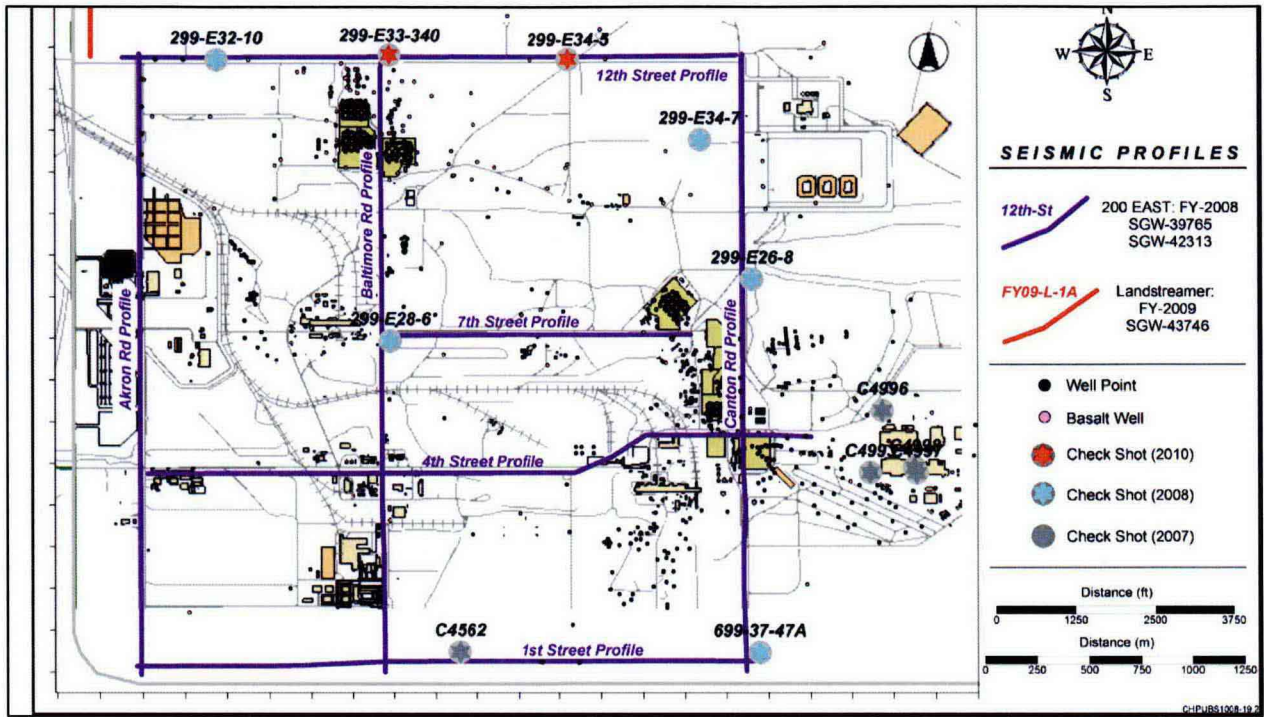 299-E32-10
299-E33-340
299-E34-5
12th Street Profile
299-E34-7
Baltimore Rd Profile
299-E26-8
Akron Rd Profile
299-E28-6
7th Street Profile
Canton Rd Profile
C4996
4th Street Profile
C4997
C4562
1st Street Profile
699-37-47A
N
W E
S
SEISMIC PROFILES
12th-St
200 EAST: FY-2008
SGW-39765
SGW-42313
FY09-L-1A
Landstreamer:
FY-2009
SGW-43746
Well Point
Basalt Well
Check Shot (2010)
Check Shot (2008)
Check Shot (2007)
Distance (ft)
0 1250 2500 3750
Distance (m)
0 250 500 750 1000 1250
CHPUBS1008-19.2